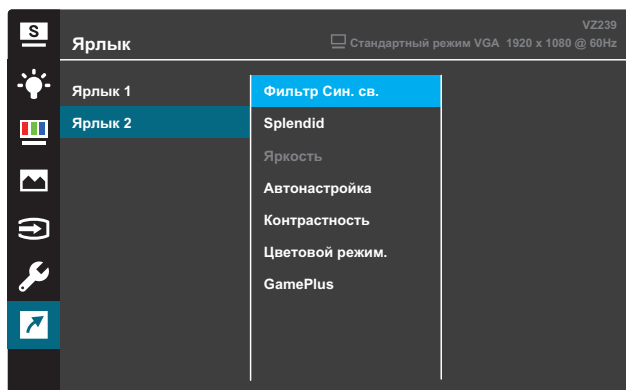 S
VZ239
Ярлык
Стандартный режим VGA 1920 x 1080 @ 60Hz
Ярлык 1
Ярлык 2
Фильтр Син. св.
Splendid
Яркость
Автонастройка
Контрастность
Цветовой режим.
GamePlus